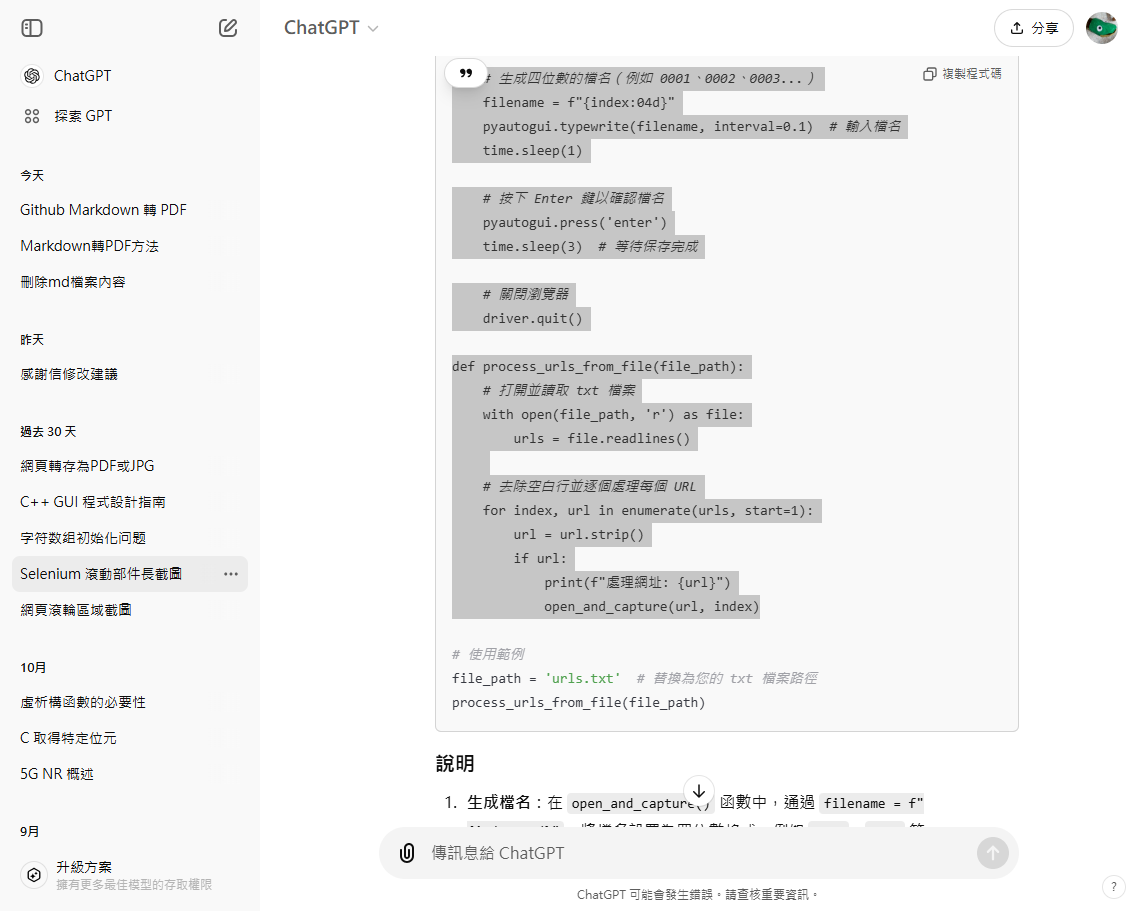 ChatGPT
探索 GPT
今天
Github Markdown 轉 PDF
Markdown轉PDF方法
刪除md檔案內容
昨天
感謝信修改建議
過去 30 天
網頁轉存為PDF或JPG
C++ GUI 程式設計指南
字符数组初始化问题
Selenium 滾動部件長截圖
網頁滾輪區域截圖
10月
虛析構函數的必要性
C 取得特定位元
5G NR 概述
9月
升級方案
擁有更多最佳模型的存取權限
ChatGPT
分享
複製程式碼
# 生成四位數的檔名（例如 0001、0002、0003...）
filename = f"{index:04d}"
pyautogui.typewrite(filename, interval=0.1)  # 輸入檔名
time.sleep(1)
# 按下 Enter 鍵以確認檔名
pyautogui.press('enter')
time.sleep(3)  # 等待保存完成
# 關閉瀏覽器
driver.quit()
def process_urls_from_file(file_path):
# 打開並讀取 txt 檔案
with open(file_path, 'r') as file:
urls = file.readlines()
# 去除空白行並逐個處理每個 URL
for index, url in enumerate(urls, start=1):
url = url.strip()
if url:
print(f"處理網址: {url}")
open_and_capture(url, index)
# 使用範例
file_path = 'urls.txt'  # 替換為您的 txt 檔案路徑
process_urls_from_file(file_path)
說明
1. 生成檔名：在 open_and_capture() 函數中，通過 filename = f"
傳訊息給 ChatGPT
ChatGPT 可能會發生錯誤。請查核重要資訊。
?